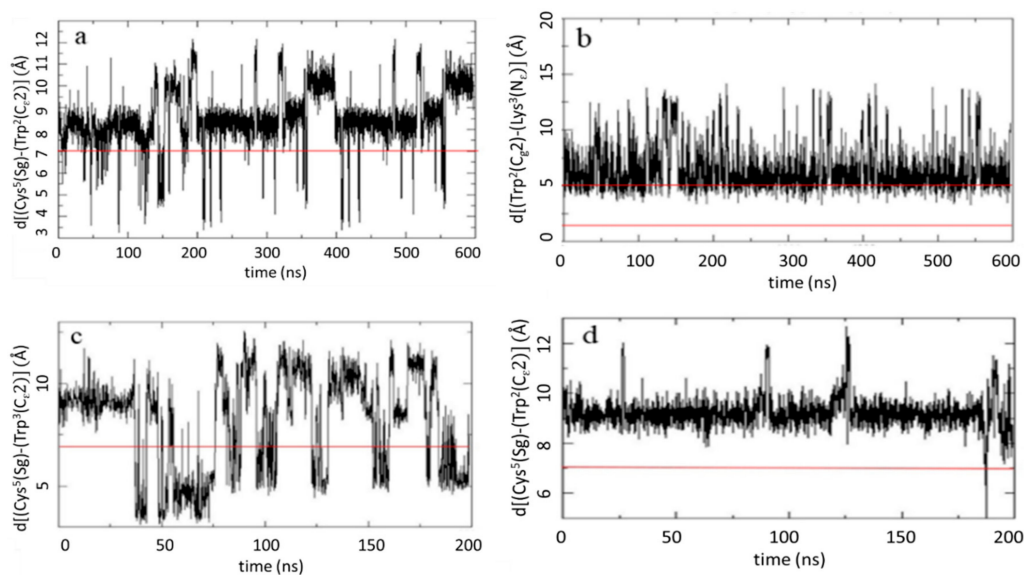 a
d[(Cys⁵(Sg)-(Trp²(Cε2)] (Å)
12
11
10
9
8
7
6
5
4
3
0 100 200 300 400 500 600
time (ns)
b
d[(Trp²(Cg2)-(Lys³(Nε)] (Å)
20
15
10
5
0
0 100 200 300 400 500 600
time (ns)
c
d[(Cys⁵(Sg)-(Trp³(Cε2)] (Å)
10
5
0 50 100 150 200
time (ns)
d
d[(Cys⁵(Sg)-(Trp²(Cε2)] (Å)
12
10
8
6
0 50 100 150 200
time (ns)